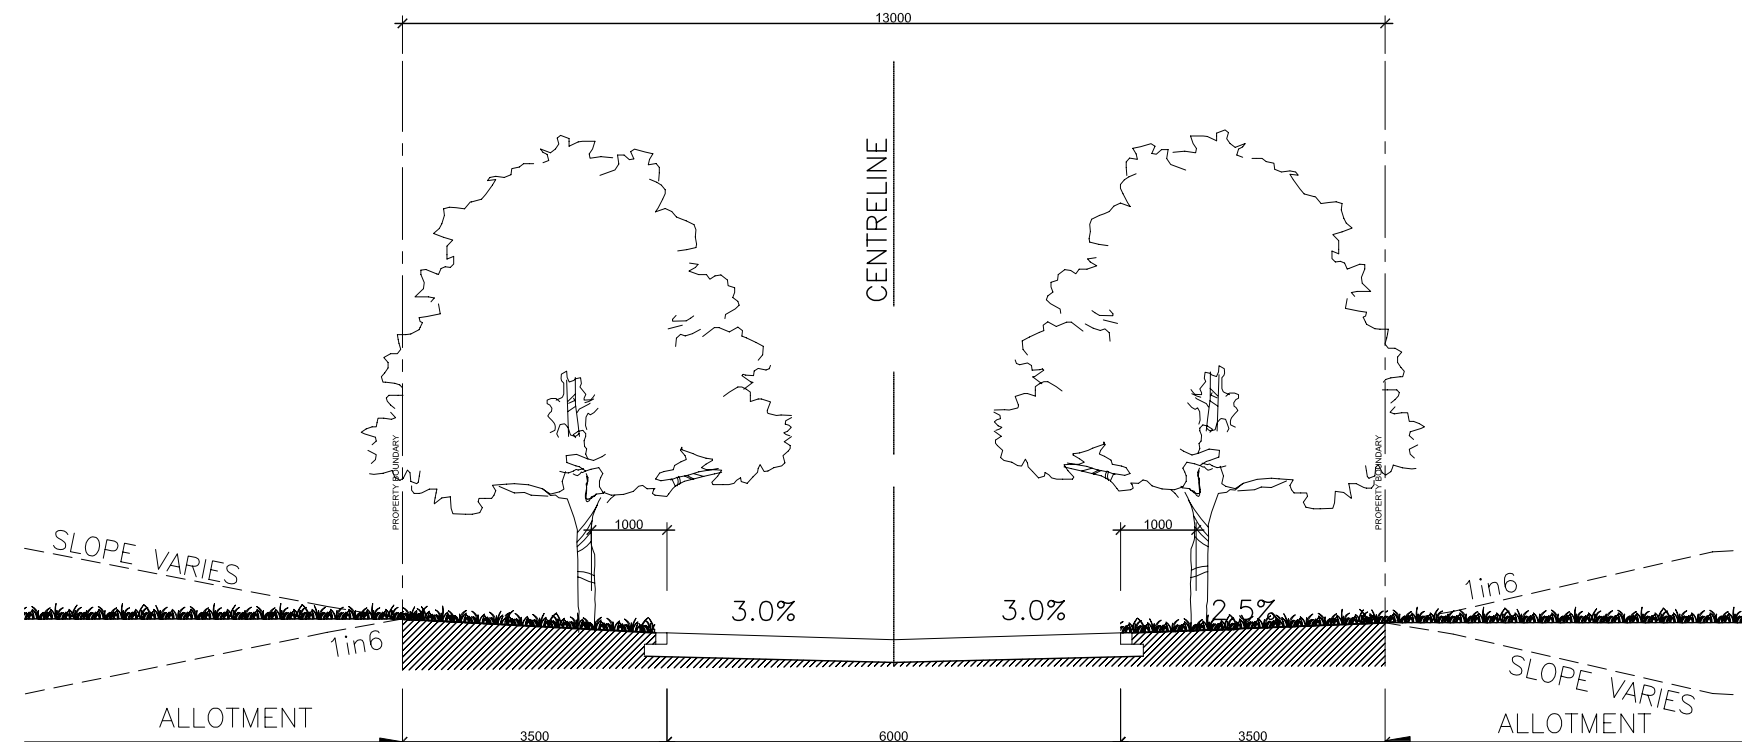 13000
CENTRELINE
PROPERTY BOUNDARY
PROPERTY BOUNDARY
1000
1000
SLOPE VARIES
3.0%
3.0%
2.5%
1in6
1in6
SLOPE VARIES
ALLOTMENT
ALLOTMENT
3500
6000
3500